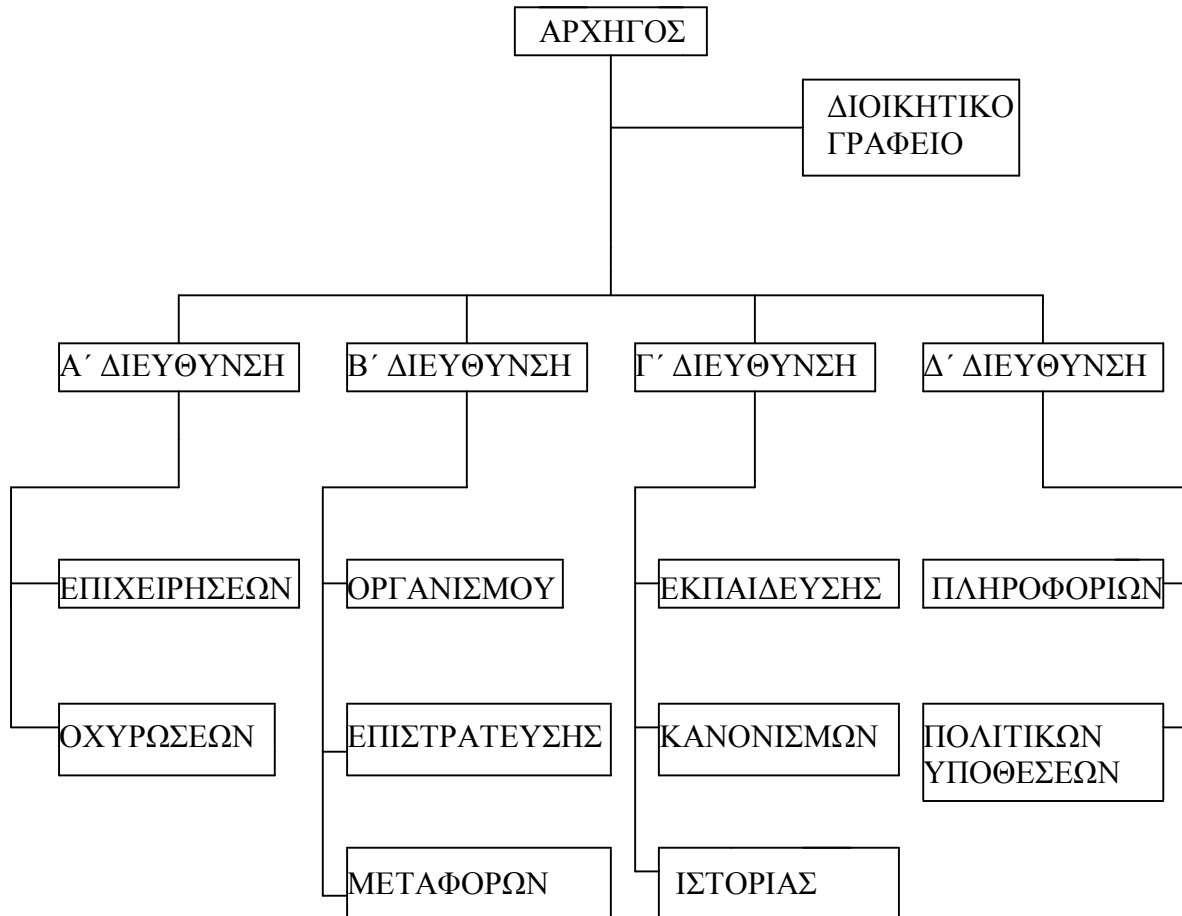 ΑΡΧΗΓΟΣ
ΔΙΟΙΚΗΤΙΚΟ
ΓΡΑΦΕΙΟ
Α΄ ΔΙΕΥΘΥΝΣΗ
Β΄ ΔΙΕΥΘΥΝΣΗ
Γ΄ ΔΙΕΥΘΥΝΣΗ
Δ΄ ΔΙΕΥΘΥΝΣΗ
ΕΠΙΧΕΙΡΗΣΕΩΝ
ΟΡΓΑΝΙΣΜΟΥ
ΕΚΠΑΙΔΕΥΣΗΣ
ΠΛΗΡΟΦΟΡΙΩΝ
ΟΧΥΡΩΣΕΩΝ
ΕΠΙΣΤΡΑΤΕΥΣΗΣ
ΚΑΝΟΝΙΣΜΩΝ
ΠΟΛΙΤΙΚΩΝ
ΥΠΟΘΕΣΕΩΝ
ΜΕΤΑΦΟΡΩΝ
ΙΣΤΟΡΙΑΣ